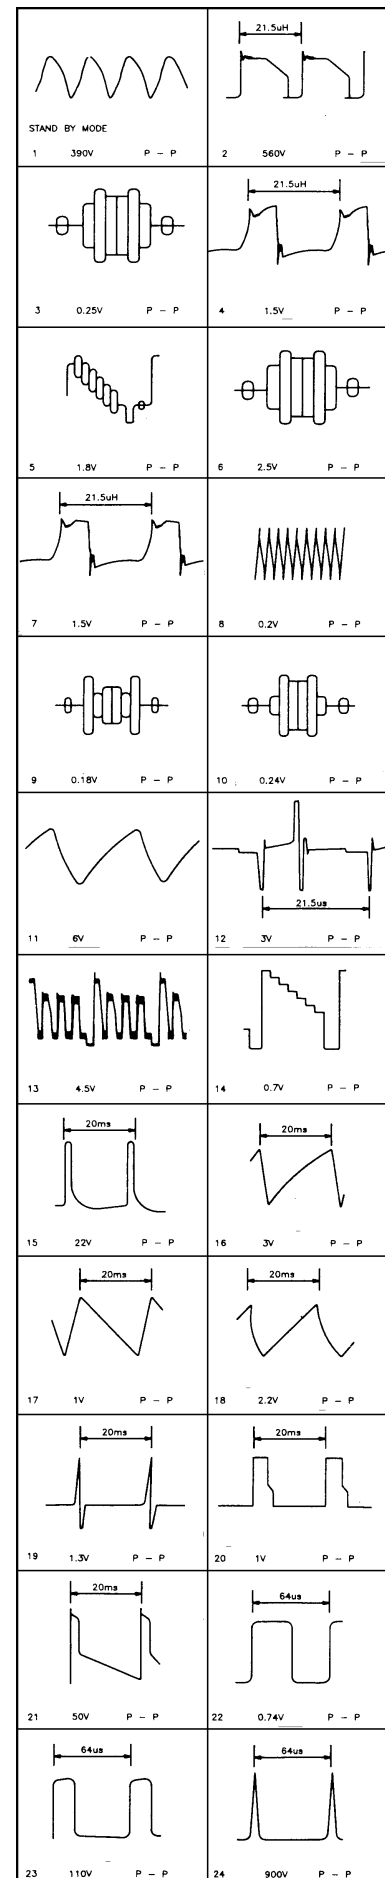 21.5uH
STAND BY MODE
1 390V P - P
2 560V P - P
21.5uH
3 0.25V P - P
4 1.5V P - P
5 1.8V P - P
6 2.5V P - P
21.5uH
7 1.5V P - P
8 0.2V P - P
9 0.18V P - P
10 0.24V P - P
21.5us
11 6V P - P
12 3V P - P
13 4.5V P - P
14 0.7V P - P
20ms
20ms
15 22V P - P
16 3V P - P
20ms
20ms
17 1V P - P
18 2.2V P - P
20ms
20ms
19 1.3V P - P
20 1V P - P
20ms
64us
21 50V P - P
22 0.74V P - P
64us
64us
23 110V P - P
24 900V P - P